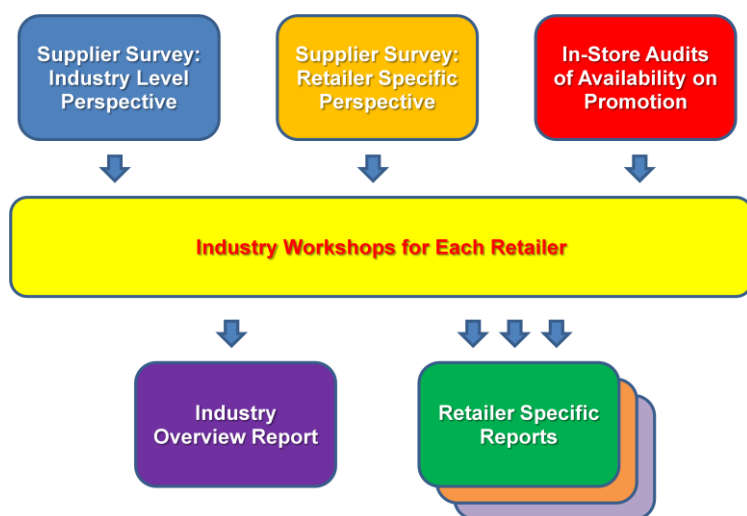 Supplier Survey:
Industry Level
Perspective
Supplier Survey:
Retailer Specific
Perspective
In-Store Audits
of Availability on
Promotion
Industry Workshops for Each Retailer
Industry
Overview Report
Retailer Specific
Reports